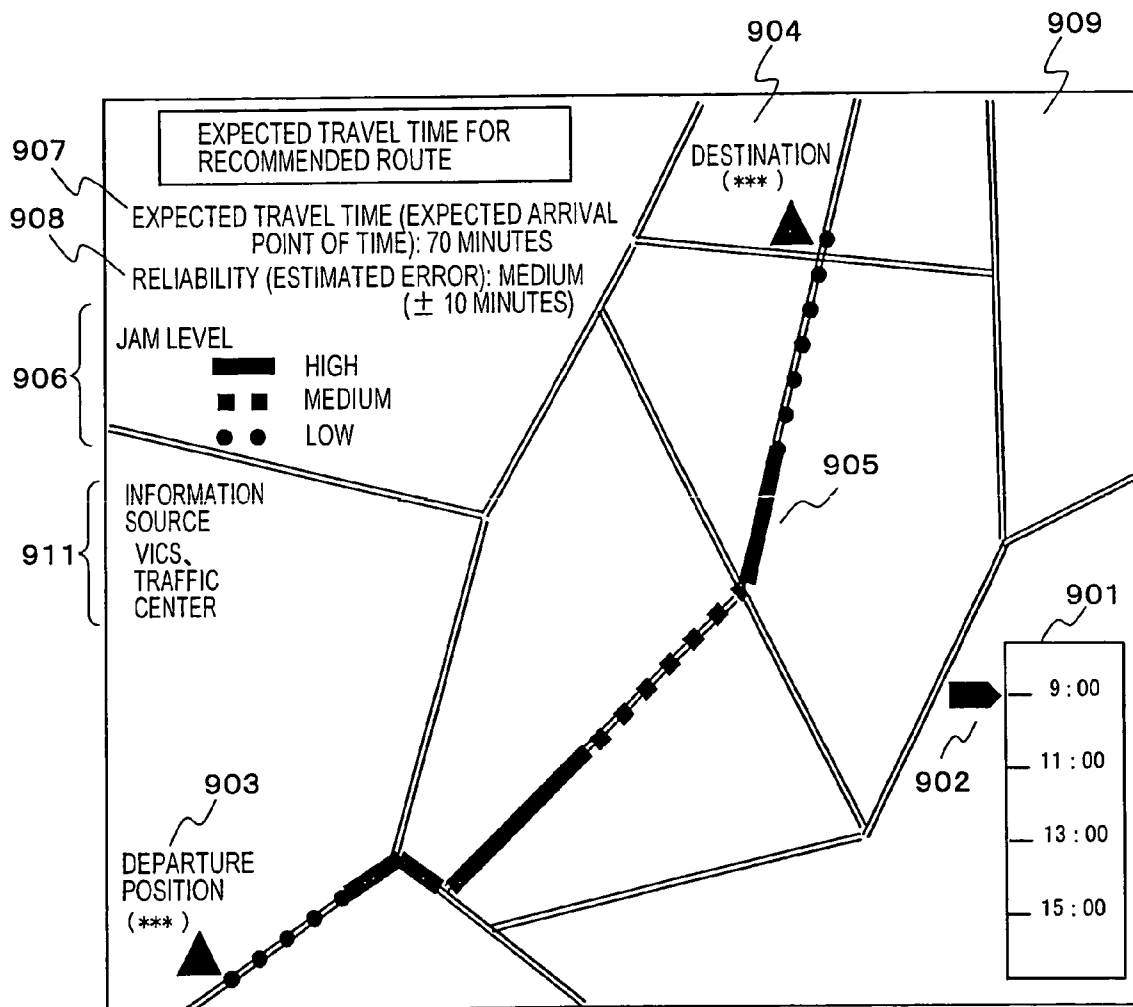 904
909
EXPECTED TRAVEL TIME FOR
RECOMMENDED ROUTE
907
DESTINATION
(***)
908
EXPECTED TRAVEL TIME (EXPECTED ARRIVAL
POINT OF TIME): 70 MINUTES
RELIABILITY (ESTIMATED ERROR): MEDIUM
(± 10 MINUTES)
906
JAM LEVEL
HIGH
MEDIUM
LOW
905
911
INFORMATION
SOURCE
VICS、
TRAFFIC
CENTER
901
9:00
902
11:00
13:00
15:00
903
DEPARTURE
POSITION
(***)